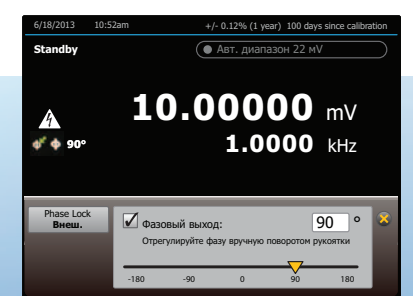 6/18/2013 10:52am +/- 0.12% (1 year) 100 days since calibration
Standby Авт. диапазон 22 мV
10.00000 mV
90° 1.0000 kHz
Phase Lock
Внеш.
Фазовый выход: 90 °
Отрегулируйте фазу вручную поворотом рукоятки
-180 -90 0 90 180